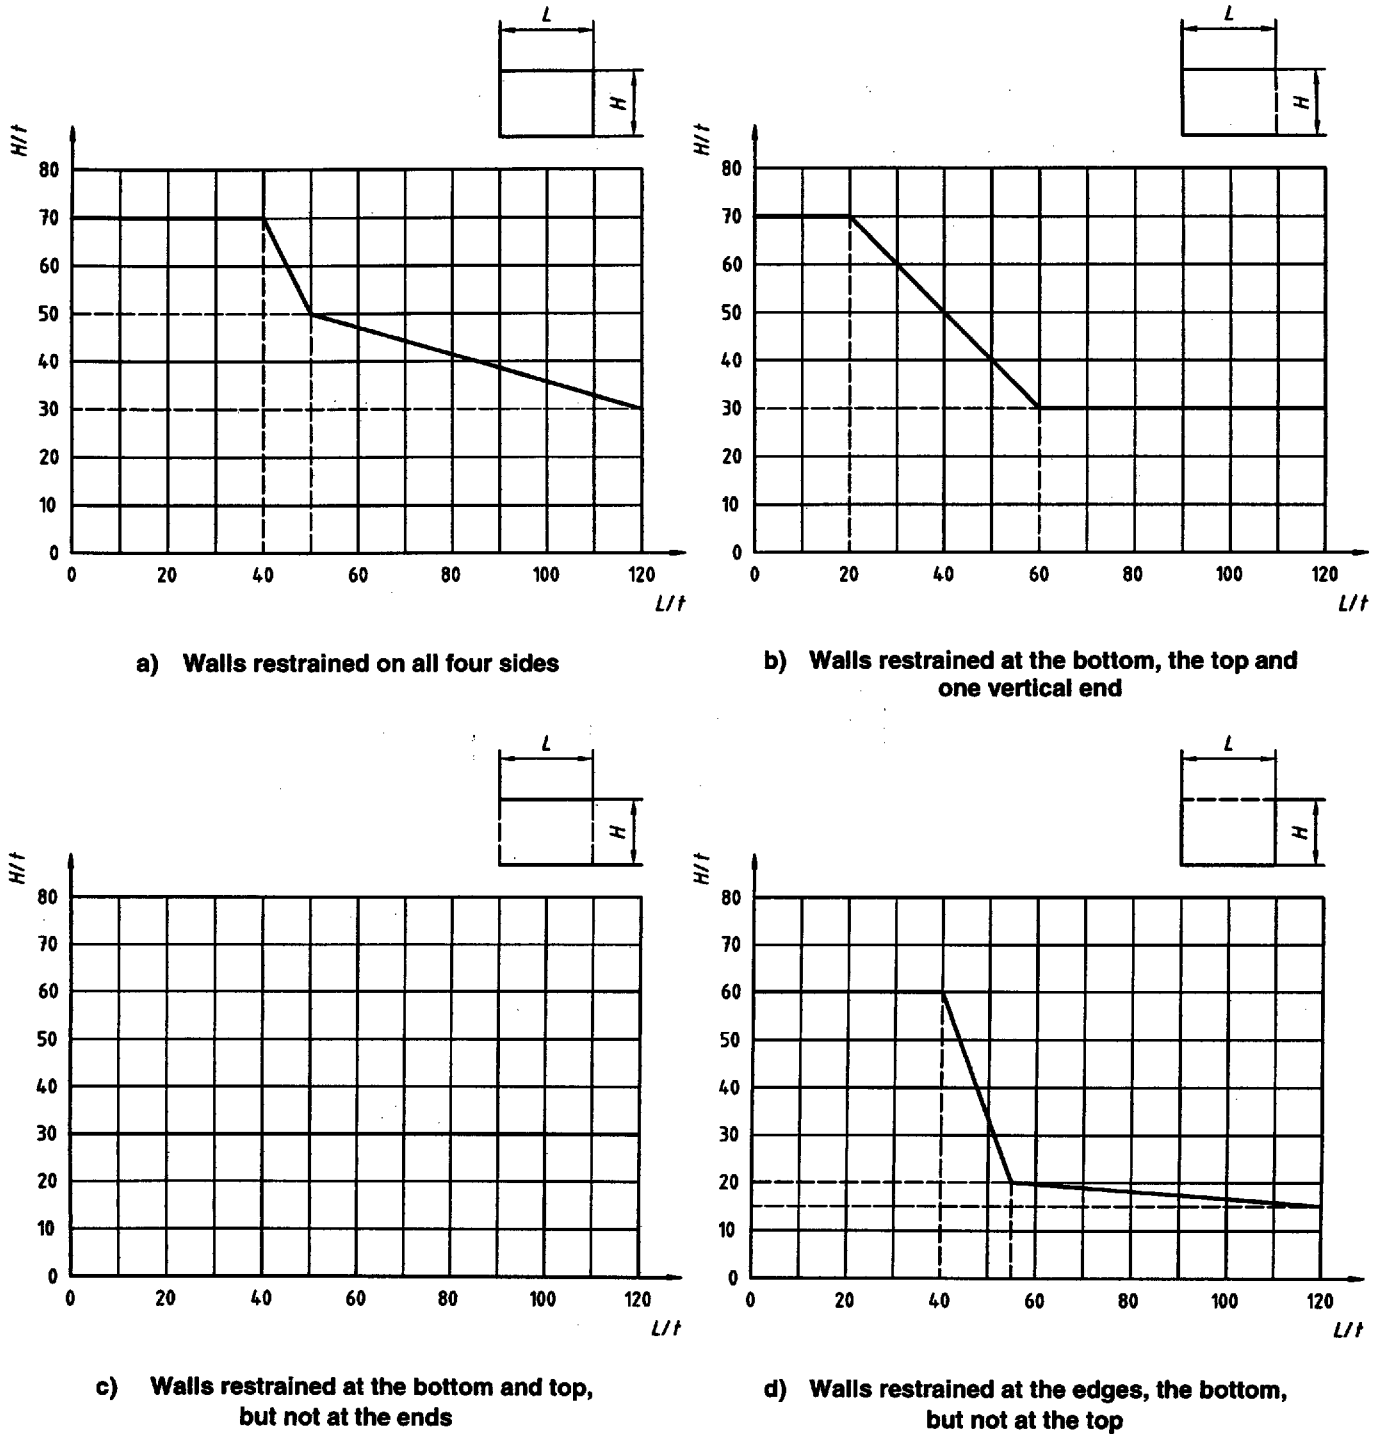 L
H
H/t
80
70
60
50
40
30
20
10
0
0 20 40 60 80 100 120
L/t
a) Walls restrained on all four sides
L
H
H/t
80
70
60
50
40
30
20
10
0
0 20 40 60 80 100 120
L/t
b) Walls restrained at the bottom, the top and
one vertical end
L
H
H/t
80
70
60
50
40
30
20
10
0
0 20 40 60 80 100 120
L/t
c) Walls restrained at the bottom and top,
but not at the ends
L
H
H/t
80
70
60
50
40
30
20
10
0
0 20 40 60 80 100 120
L/t
d) Walls restrained at the edges, the bottom,
but not at the top